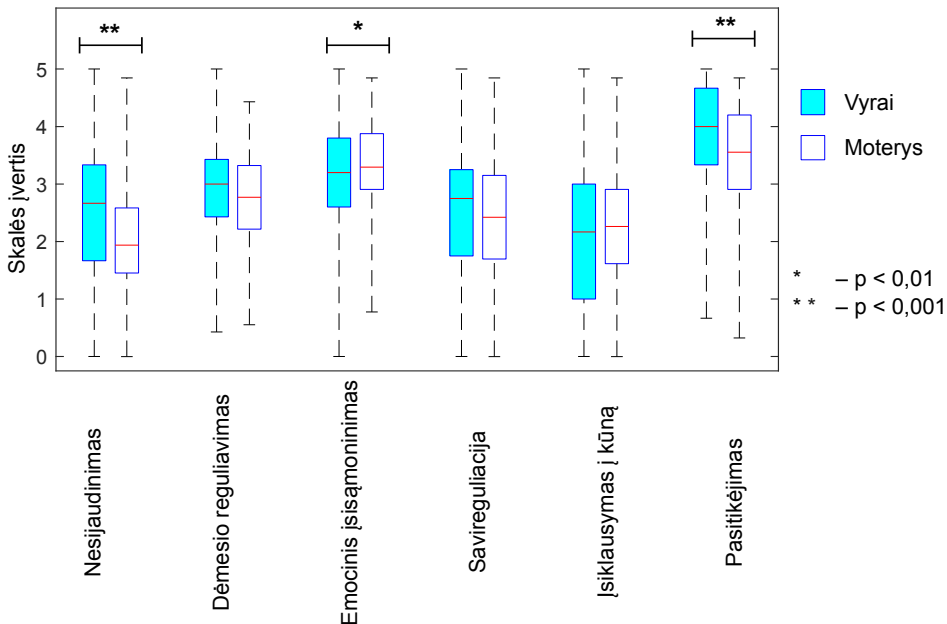 ** * **
Skalės įvertis
5
4
3
2
1
0
Vyrai
Moterys
* – p < 0,01
* * – p < 0,001
Nesijaudinimas
Dėmesio reguliavimas
Emocinis įsisąmoninimas
Savireguliacija
Įsiklausymas į kūną
Pasitikėjimas